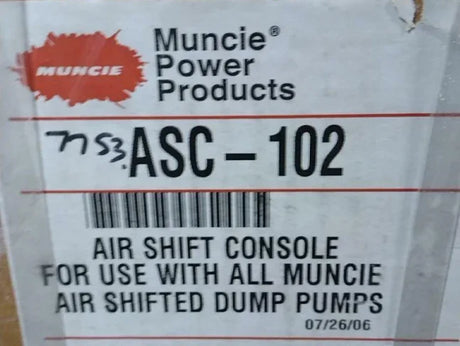 MUNCIE
Muncie®
Power
Products
ASC-102
AIR SHIFT CONSOLE
FOR USE WITH ALL MUNCIE
AIR SHIFTED DUMP PUMPS
07/26/06